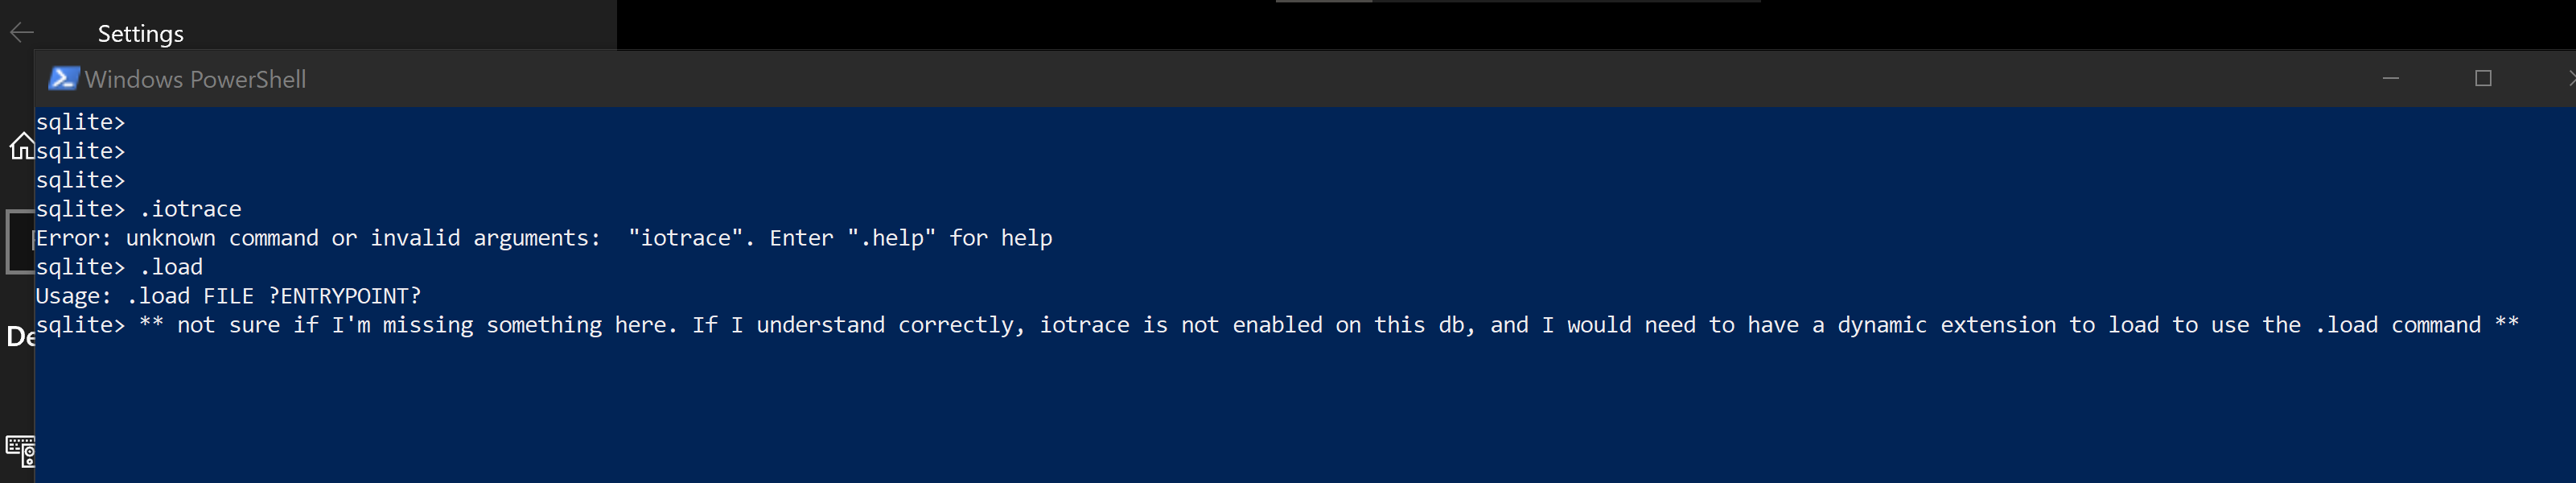 Settings
Windows PowerShell
sqlite>
sqlite>
sqlite>
sqlite> .iotrace
Error: unknown command or invalid arguments:  "iotrace". Enter ".help" for help
sqlite> .load
Usage: .load FILE ?ENTRYPOINT?
sqlite> ** not sure if I'm missing something here. If I understand correctly, iotrace is not enabled on this db, and I would need to have a dynamic extension to load to use the .load command **
De